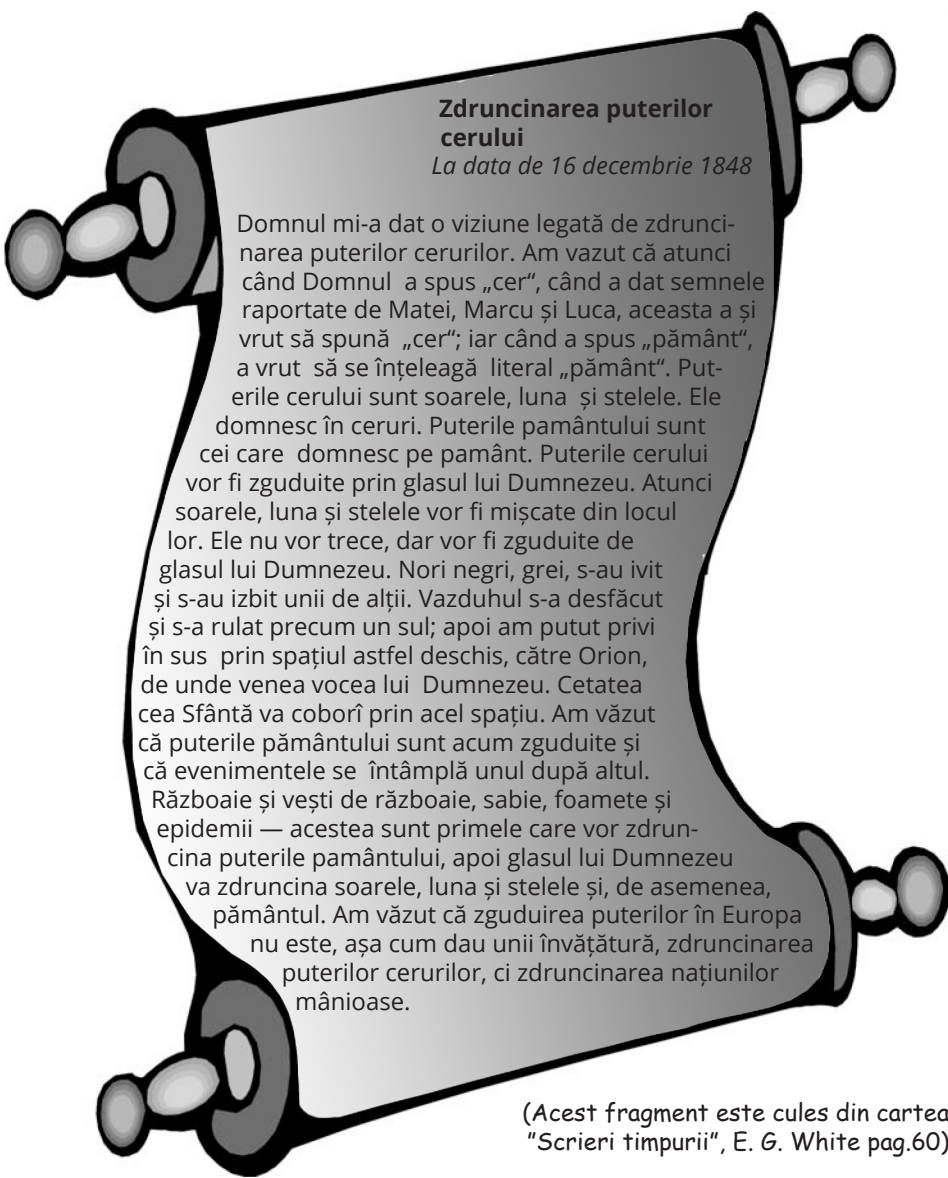 Zdruncinarea puterilor
cerului
La data de 16 decembrie 1848
Domnul mi-a dat o viziune legată de zdrunci-
narea puterilor cerurilor. Am vazut că atunci
când Domnul a spus „cer“, când a dat semnele
raportate de Matei, Marcu și Luca, aceasta a și
vrut să spună „cer“; iar când a spus „pământ“,
a vrut să se înțeleagă literal „pământ“. Put-
erile cerului sunt soarele, luna și stelele. Ele
domnesc în ceruri. Puterile pamântului sunt
cei care domnesc pe pamânt. Puterile cerului
vor fi zguduite prin glasul lui Dumnezeu. Atunci
soarele, luna și stelele vor fi mișcate din locul
lor. Ele nu vor trece, dar vor fi zguduite de
glasul lui Dumnezeu. Nori negri, grei, s-au ivit
și s-au izbit unii de alții. Vazduhul s-a desfăcut
și s-a rulat precum un sul; apoi am putut privi
în sus prin spațiul astfel deschis, către Orion,
de unde venea vocea lui Dumnezeu. Cetatea
cea Sfântă va coborî prin acel spațiu. Am văzut
că puterile pământului sunt acum zguduite și
că evenimentele se întâmplă unul după altul.
Războaie și vești de războaie, sabie, foamete și
epidemii — acestea sunt primele care vor zdrun-
cina puterile pamântului, apoi glasul lui Dumnezeu
va zdruncina soarele, luna și stelele și, de asemenea,
pământul. Am văzut că zguduirea puterilor în Europa
nu este, așa cum dau unii învățătură, zdruncinarea
puterilor cerurilor, ci zdruncinarea națiunilor
mânioase.
(Acest fragment este cules din cartea
"Scrieri timpurii", E. G. White pag.60)